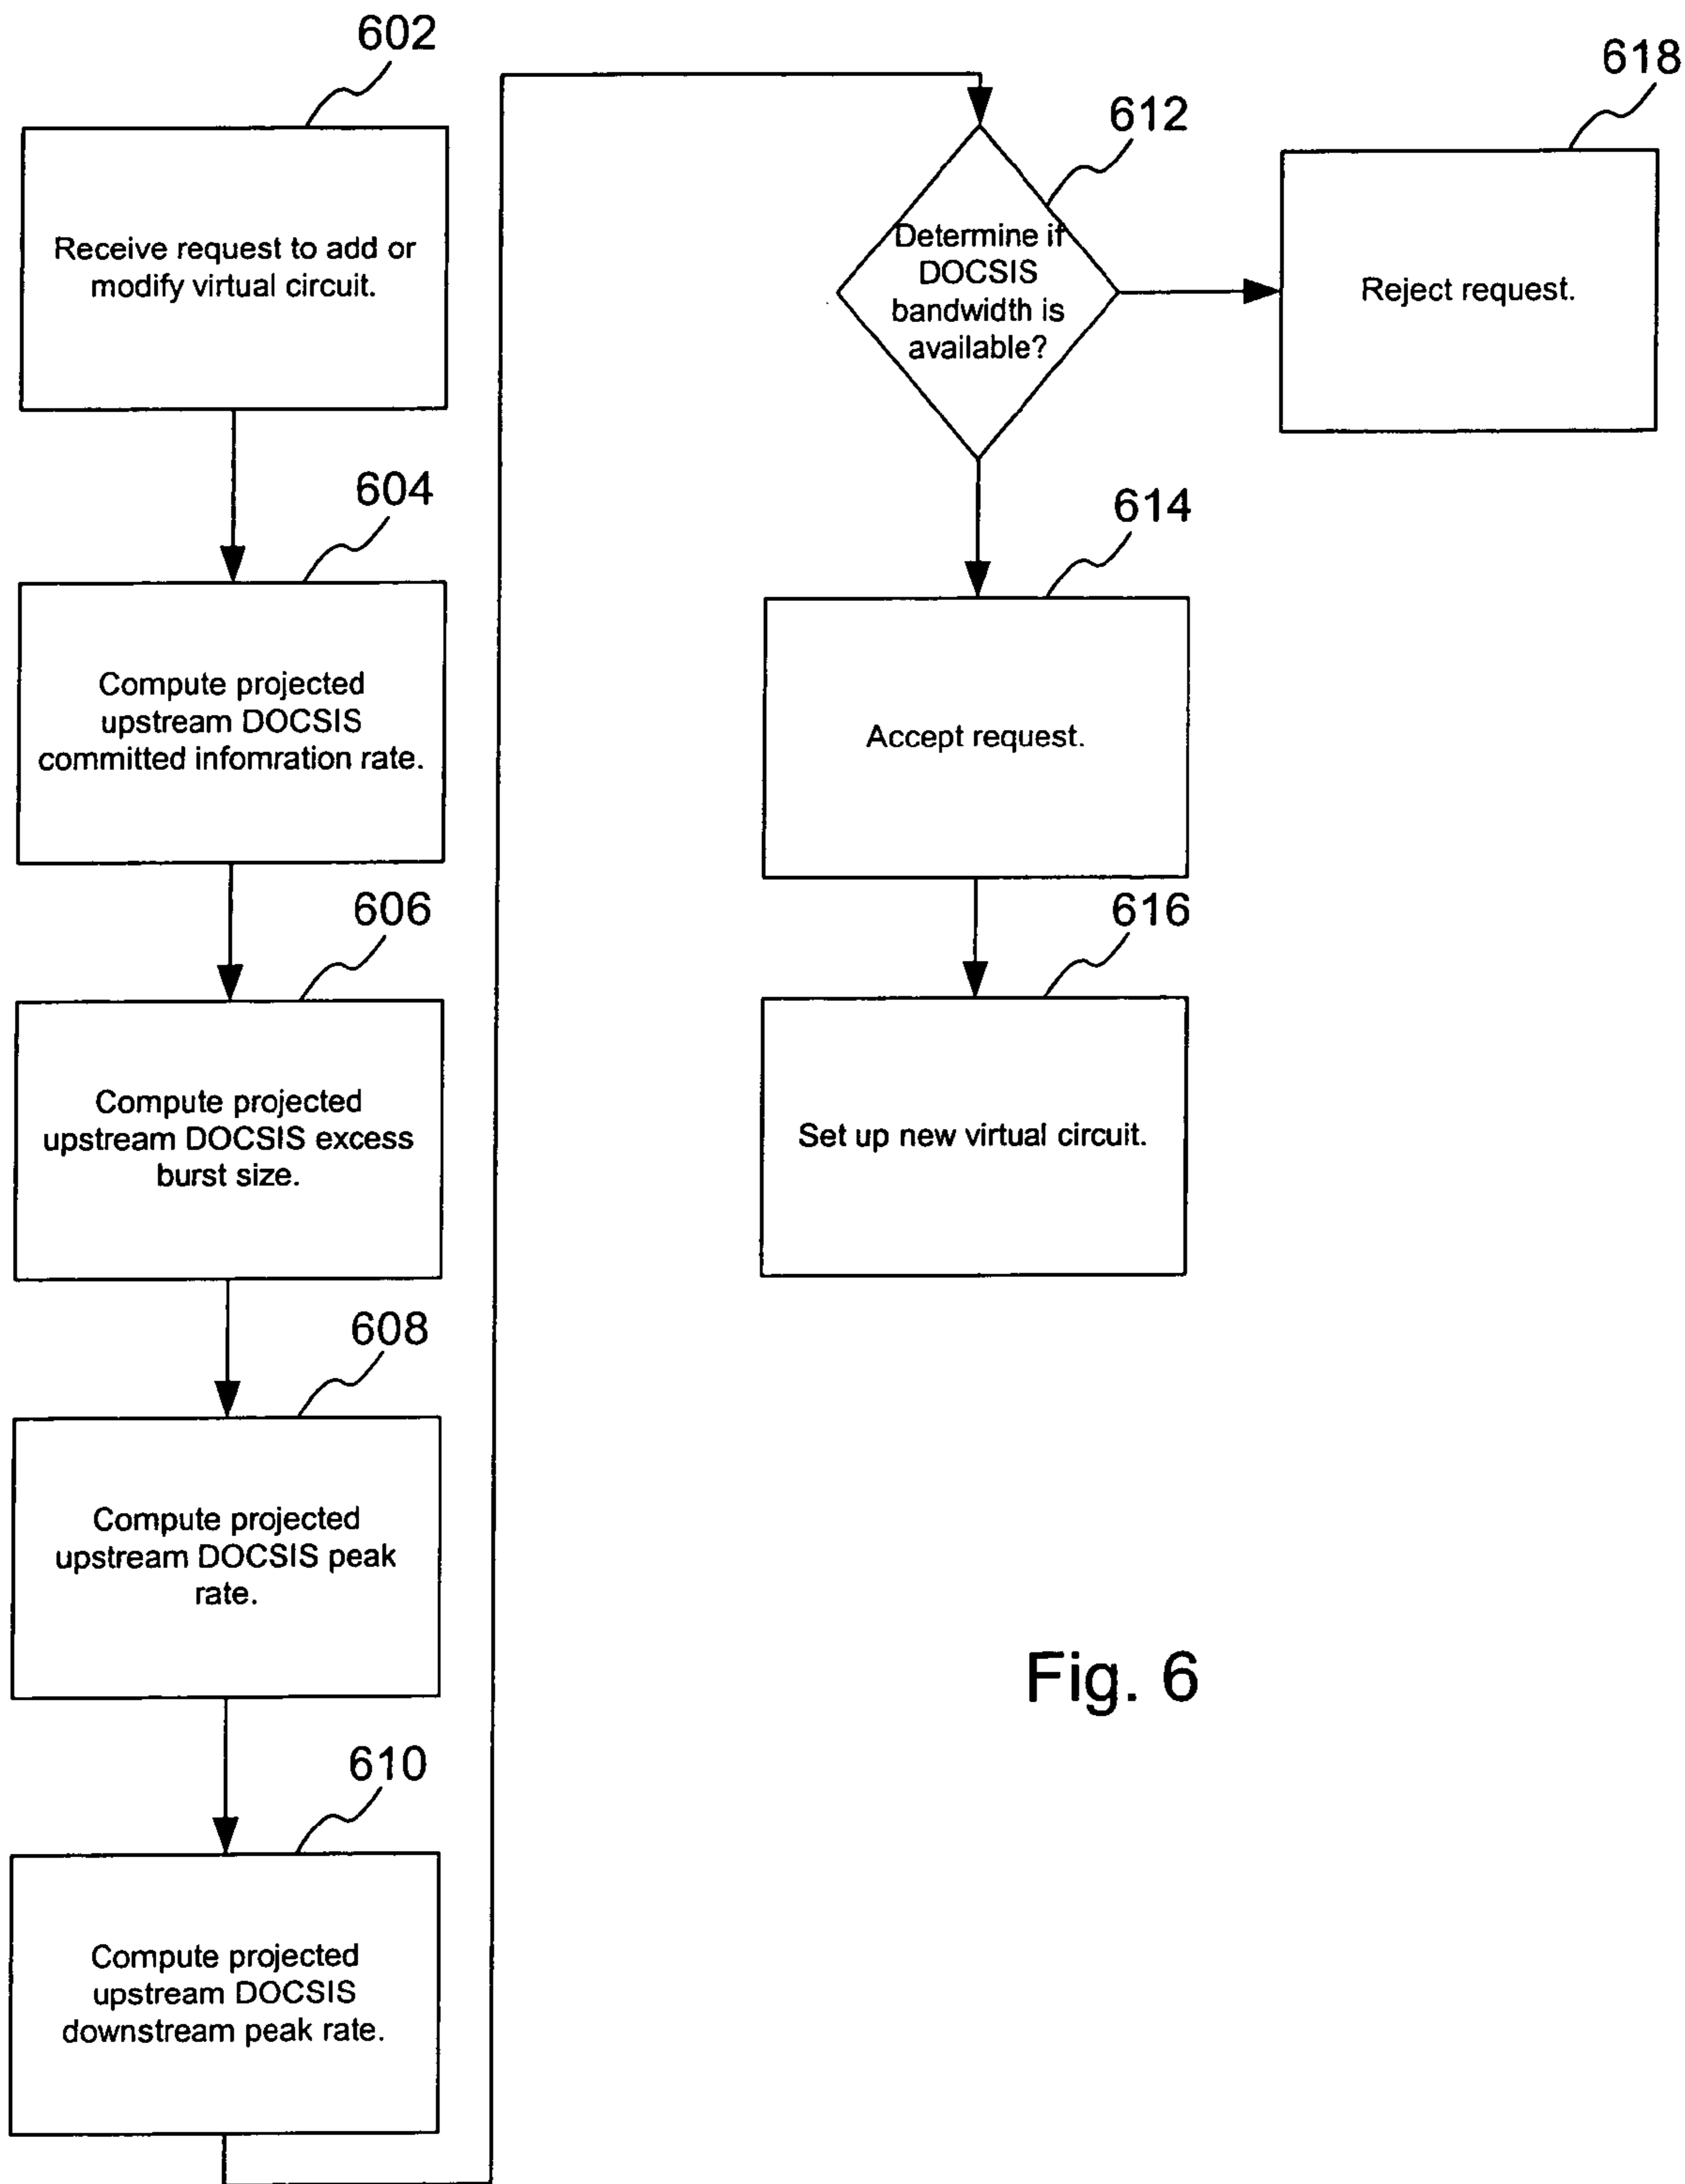 602
Receive request to add or
modify virtual circuit.
604
Compute projected
upstream DOCSIS
committed infomration rate.
606
Compute projected
upstream DOCSIS excess
burst size.
608
Compute projected
upstream DOCSIS peak
rate.
610
Compute projected
upstream DOCSIS
downstream peak rate.
612
Determine if
DOCSIS
bandwidth is
available?
618
Reject request.
614
Accept request.
616
Set up new virtual circuit.
Fig. 6